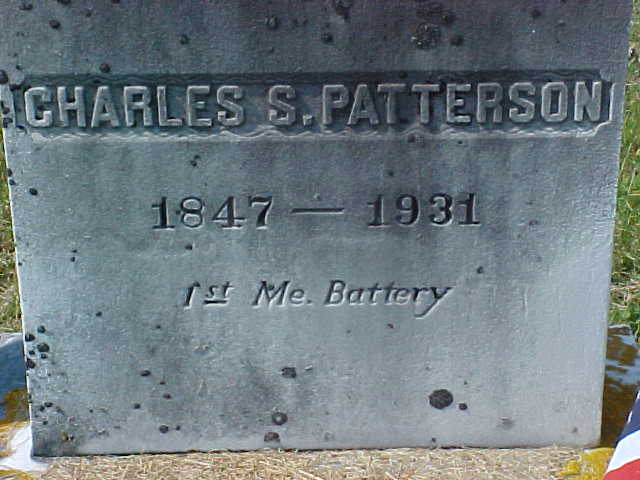 CHARLES S. PATTERSON
1847 — 1931
1st Me. Battery